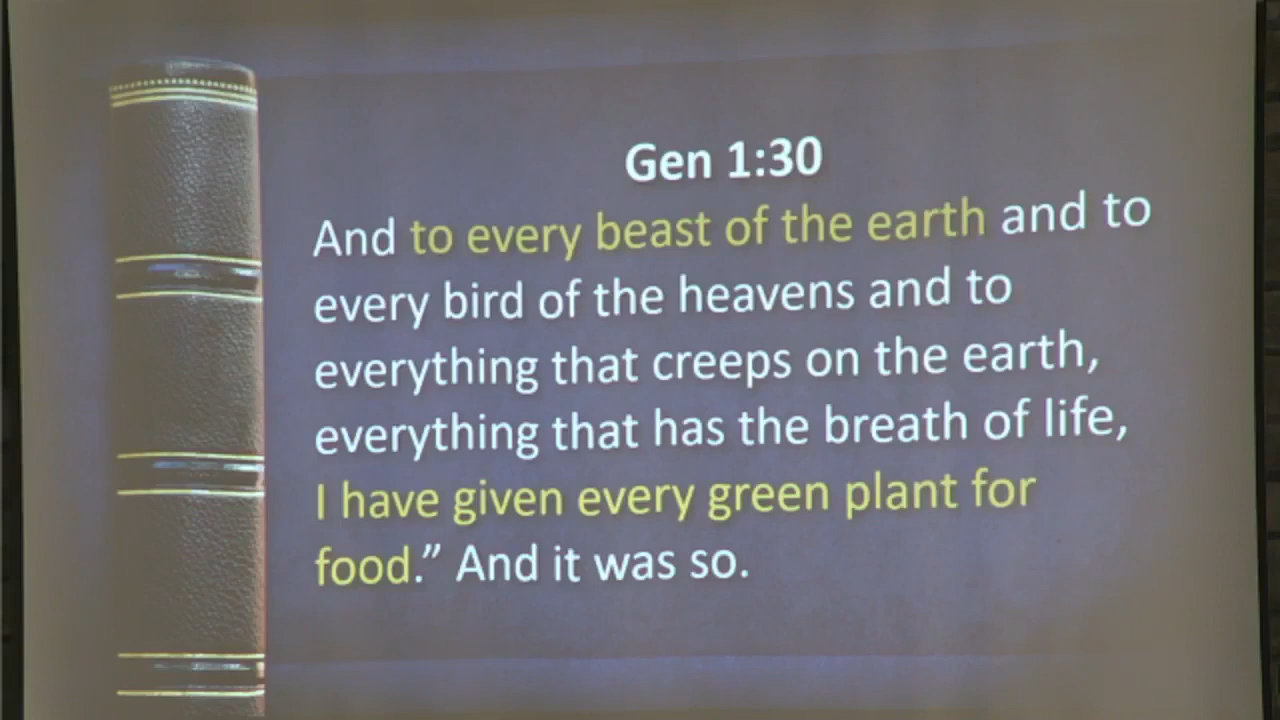 Gen 1:30
And to every beast of the earth and to
every bird of the heavens and to
everything that creeps on the earth,
everything that has the breath of life,
I have given every green plant for
food.” And it was so.